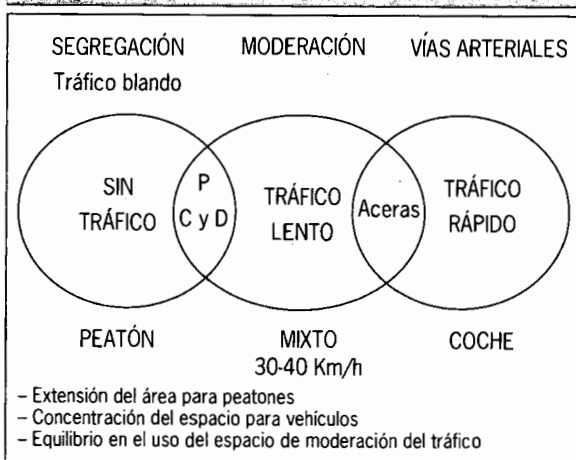 SEGREGACIÓN
Tráfico blando
MODERACIÓN
VÍAS ARTERIALES
SIN
TRÁFICO
P
C y D
TRÁFICO
LENTO
Aceras
TRÁFICO
RÁPIDO
PEATÓN
MIXTO
30-40 Km/h
COCHE
– Extensión del área para peatones
– Concentración del espacio para vehículos
– Equilibrio en el uso del espacio de moderación del tráfico